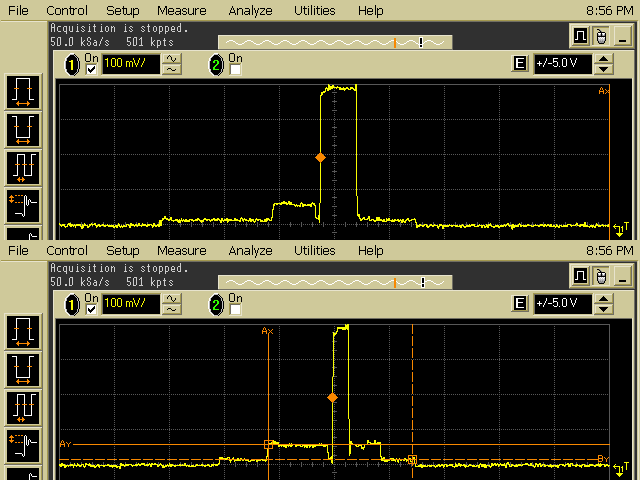 File Control Setup Measure Analyze Utilities Help 8:56 PM
Acquisition is stopped.
50.0 kSa/s 501 kpts
1 On 100 mV/ 2 On E +/-5.0 V
Ax
T
File Control Setup Measure Analyze Utilities Help 8:56 PM
Acquisition is stopped.
50.0 kSa/s 501 kpts
1 On 100 mV/ 2 On E +/-5.0 V
Ax
Ay
By
T